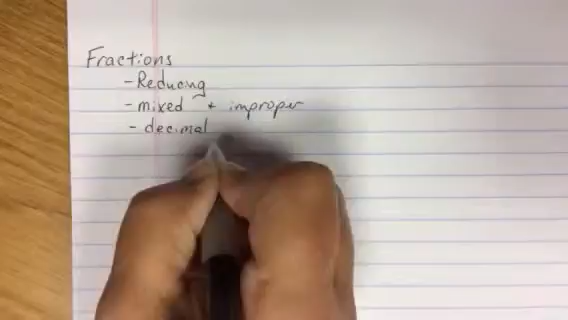 Fractions
- Reducing
- mixed + improper
- decimal